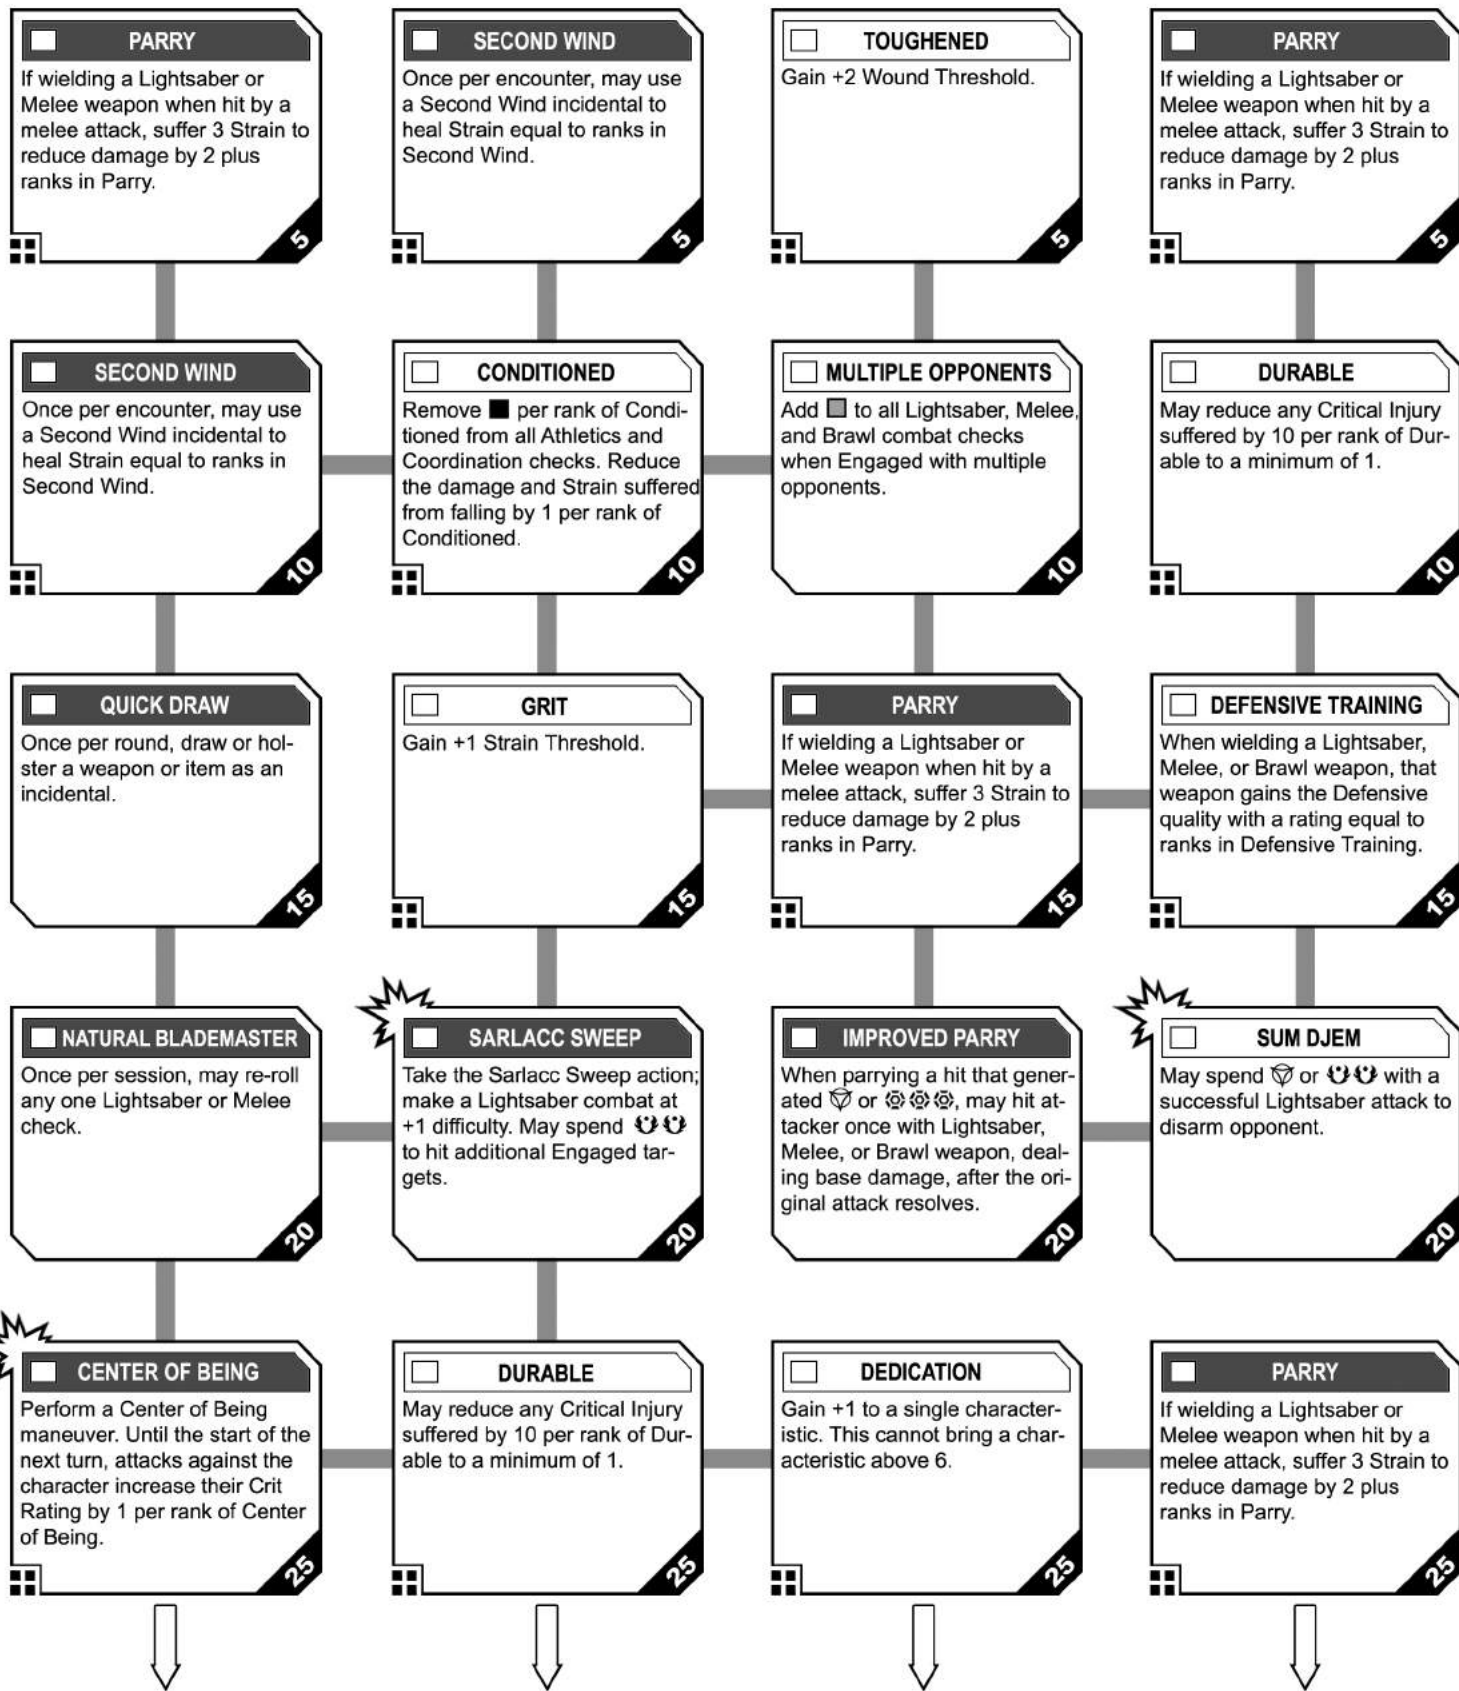 PARRY
If wielding a Lightsaber or
Melee weapon when hit by a
melee attack, suffer 3 Strain to
reduce damage by 2 plus
ranks in Parry.
5
SECOND WIND
Once per encounter, may use
a Second Wind incidental to
heal Strain equal to ranks in
Second Wind.
5
TOUGHENED
Gain +2 Wound Threshold.
5
PARRY
If wielding a Lightsaber or
Melee weapon when hit by a
melee attack, suffer 3 Strain to
reduce damage by 2 plus
ranks in Parry.
5
SECOND WIND
Once per encounter, may use
a Second Wind incidental to
heal Strain equal to ranks in
Second Wind.
10
CONDITIONED
Remove ■ per rank of Condi-
tioned from all Athletics and
Coordination checks. Reduce
the damage and Strain suffered
from falling by 1 per rank of
Conditioned.
10
MULTIPLE OPPONENTS
Add to all Lightsaber, Melee,
and Brawl combat checks
when Engaged with multiple
opponents.
10
DURABLE
May reduce any Critical Injury
suffered by 10 per rank of Dur-
able to a minimum of 1.
10
QUICK DRAW
Once per round, draw or hol-
ster a weapon or item as an
incidental.
15
GRIT
Gain +1 Strain Threshold.
15
PARRY
If wielding a Lightsaber or
Melee weapon when hit by a
melee attack, suffer 3 Strain to
reduce damage by 2 plus
ranks in Parry.
15
DEFENSIVE TRAINING
When wielding a Lightsaber,
Melee, or Brawl weapon, that
weapon gains the Defensive
quality with a rating equal to
ranks in Defensive Training.
15
NATURAL BLADEMASTER
Once per session, may re-roll
any one Lightsaber or Melee
check.
20
SARLACC SWEEP
Take the Sarlacc Sweep action;
make a Lightsaber combat at
+1 difficulty. May spend
to hit additional Engaged tar-
gets.
20
IMPROVED PARRY
When parrying a hit that gener-
ated or , may hit at-
tacker once with Lightsaber,
Melee, or Brawl weapon, deal-
ing base damage, after the ori-
ginal attack resolves.
20
SUM DJEM
May spend or with a
successful Lightsaber attack to
disarm opponent.
20
CENTER OF BEING
Perform a Center of Being
maneuver. Until the start of the
next turn, attacks against the
character increase their Crit
Rating by 1 per rank of Center
of Being.
25
DURABLE
May reduce any Critical Injury
suffered by 10 per rank of Dur-
able to a minimum of 1.
25
DEDICATION
Gain +1 to a single character-
istic. This cannot bring a char-
acteristic above 6.
25
PARRY
If wielding a Lightsaber or
Melee weapon when hit by a
melee attack, suffer 3 Strain to
reduce damage by 2 plus
ranks in Parry.
25